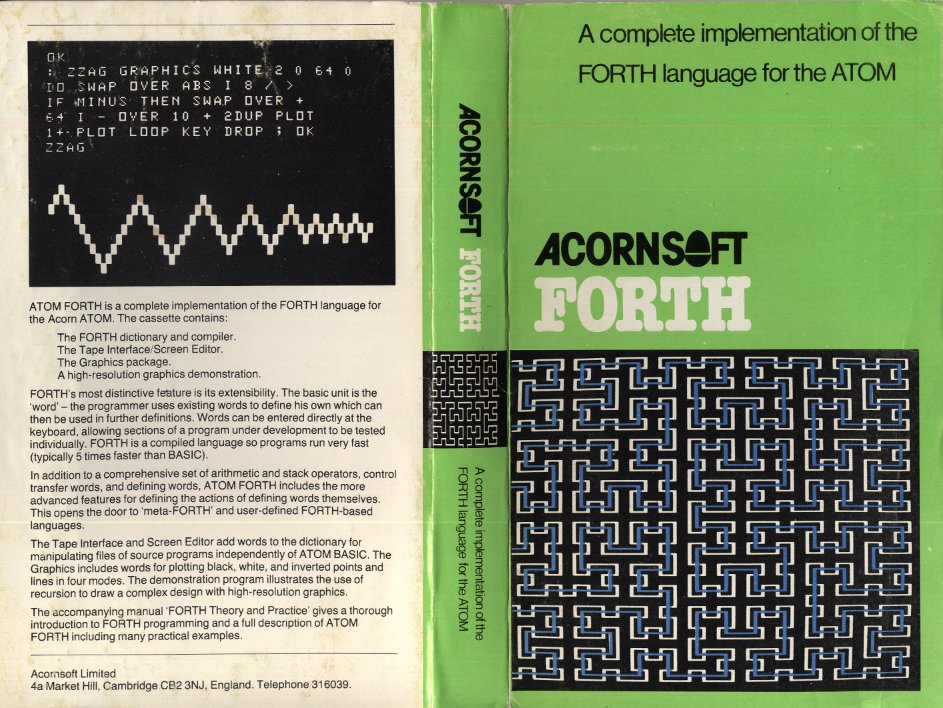 OK
: ZZAG GRAPHICS WHITE 2 0 64 0
DO SWAP OVER ABS I 8 / >
IF MINUS THEN SWAP OVER +
64 I - OVER 10 + 2DUP PLOT
1+ PLOT LOOP KEY DROP ; OK
ZZAG
ATOM FORTH is a complete implementation of the FORTH language for
the Acorn ATOM. The cassette contains:
The FORTH dictionary and compiler.
The Tape Interface/Screen Editor.
The Graphics package.
A high-resolution graphics demonstration.
FORTH's most distinctive feature is its extensibility. The basic unit is the
'word' – the programmer uses existing words to define his own which can
then be used in further definitions. Words can be entered directly at the
keyboard, allowing sections of a program under development to be tested
individually. FORTH is a compiled language so programs run very fast
(typically 5 times faster than BASIC).
In addition to a comprehensive set of arithmetic and stack operators, control
transfer words, and defining words, ATOM FORTH includes the more
advanced features for defining the actions of defining words themselves.
This opens the door to 'meta-FORTH' and user-defined FORTH-based
languages.
The Tape Interface and Screen Editor add words to the dictionary for
manipulating files of source programs independently of ATOM BASIC. The
Graphics includes words for plotting black, white, and inverted points and
lines in four modes. The demonstration program illustrates the use of
recursion to draw a complex design with high-resolution graphics.
The accompanying manual 'FORTH Theory and Practice' gives a thorough
introduction to FORTH programming and a full description of ATOM
FORTH including many practical examples.
Acornsoft Limited
4a Market Hill, Cambridge CB2 3NJ, England. Telephone 316039.
ACORNSOFT FORTH
A complete implementation of the
FORTH language for the ATOM
A complete implementation of the
FORTH language for the ATOM
ACORNSOFT
FORTH